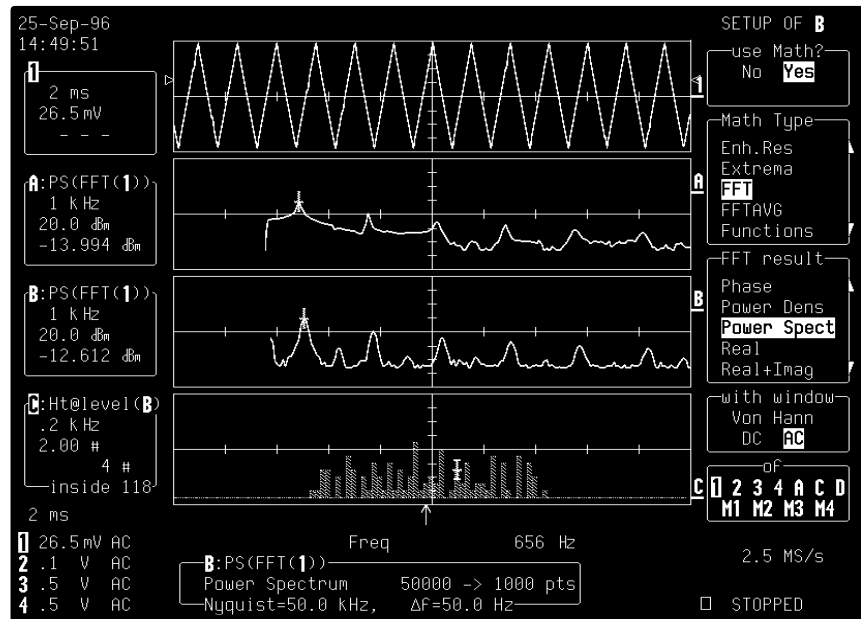 25-Sep-96
14:49:51
1
2 ms
26.5mV
- - -
A:PS(FFT(1))
1 kHz
20.0 dBm
-13.994 dBm
B:PS(FFT(1))
1 kHz
20.0 dBm
-12.612 dBm
C:Ht@level(B)
.2 kHz
2.00 #
4 #
inside 118
2 ms
1 26.5mV AC
2 .1 V AC
3 .5 V AC
4 .5 V AC
1
A
B
C
Freq 656 Hz
B:PS(FFT(1))
Power Spectrum 50000 -> 1000 pts
Nyquist=50.0 kHz, Δf=50.0 Hz
SETUP OF B
use Math?
No Yes
Math Type
Enh.Res
Extrema
FFT
FFTAVG
Functions
FFT result
Phase
Power Dens
Power Spect
Real
Real+Imag
with window
Von Hann
DC AC
of
1 2 3 4 A C D
M1 M2 M3 M4
2.5 MS/s
STOPPED